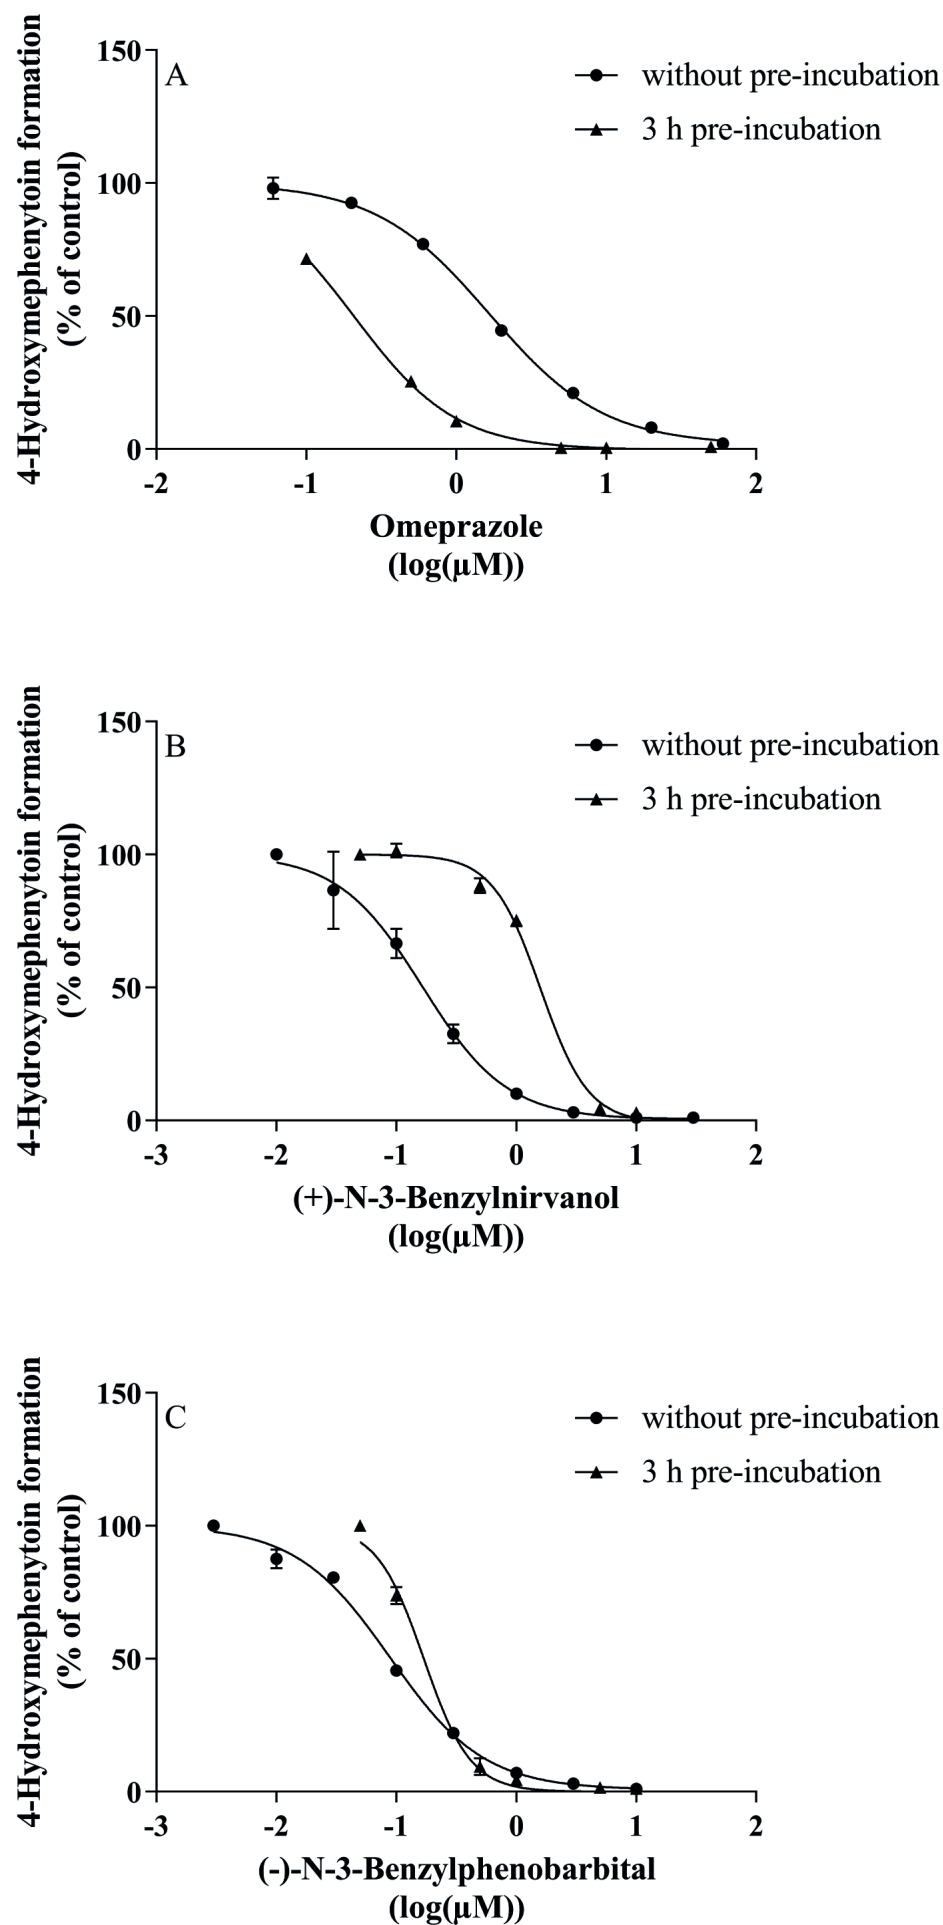 4-Hydroxymephenytoin formation
(% of control)
150
100
50
0
A
without pre-incubation
3 h pre-incubation
-2
-1
0
1
2
Omeprazole
(log(µM))
4-Hydroxymephenytoin formation
(% of control)
150
100
50
0
B
without pre-incubation
3 h pre-incubation
-3
-2
-1
0
1
2
(+)-N-3-Benzylnirvanol
(log(µM))
4-Hydroxymephenytoin formation
(% of control)
150
100
50
0
C
without pre-incubation
3 h pre-incubation
-3
-2
-1
0
1
2
(-)-N-3-Benzylphenobarbital
(log(µM))